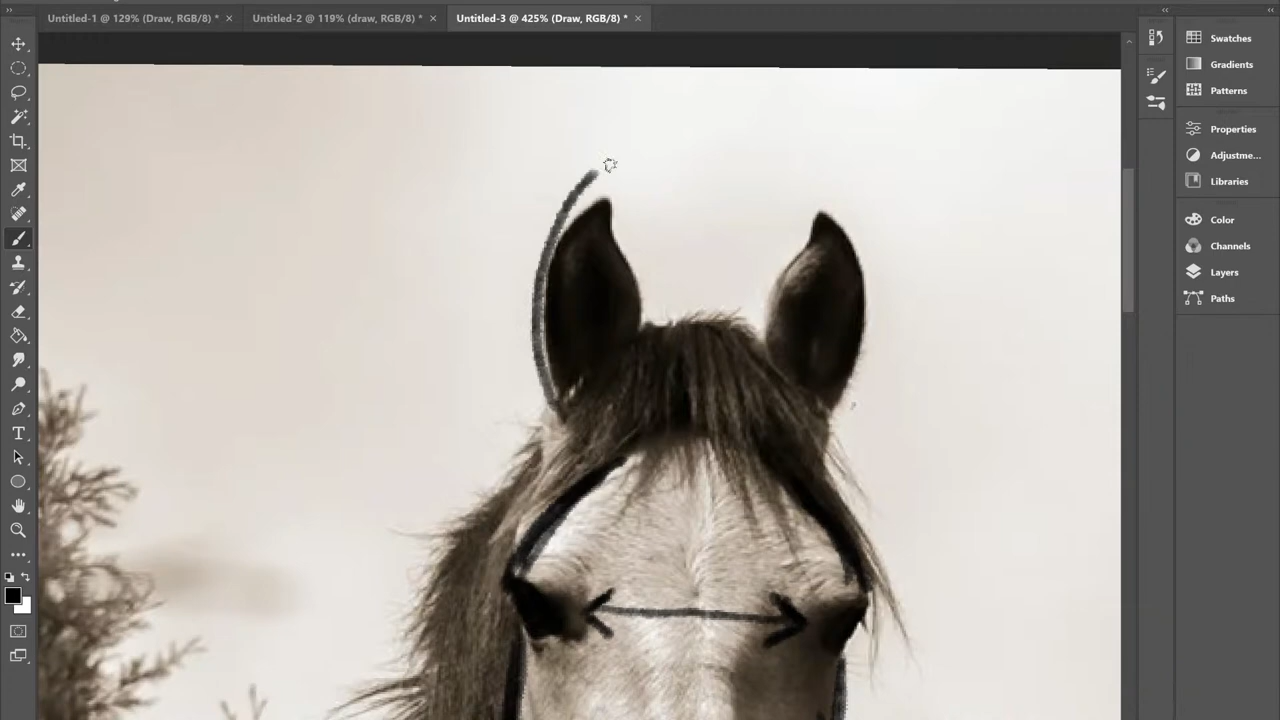 Untitled-1 @ 129% (Draw, RGB/8) *
Untitled-2 @ 119% (draw, RGB/8) *
Untitled-3 @ 425% (Draw, RGB/8) *
Swatches
Gradients
Patterns
Properties
Adjustme...
Libraries
Color
Channels
Layers
Paths